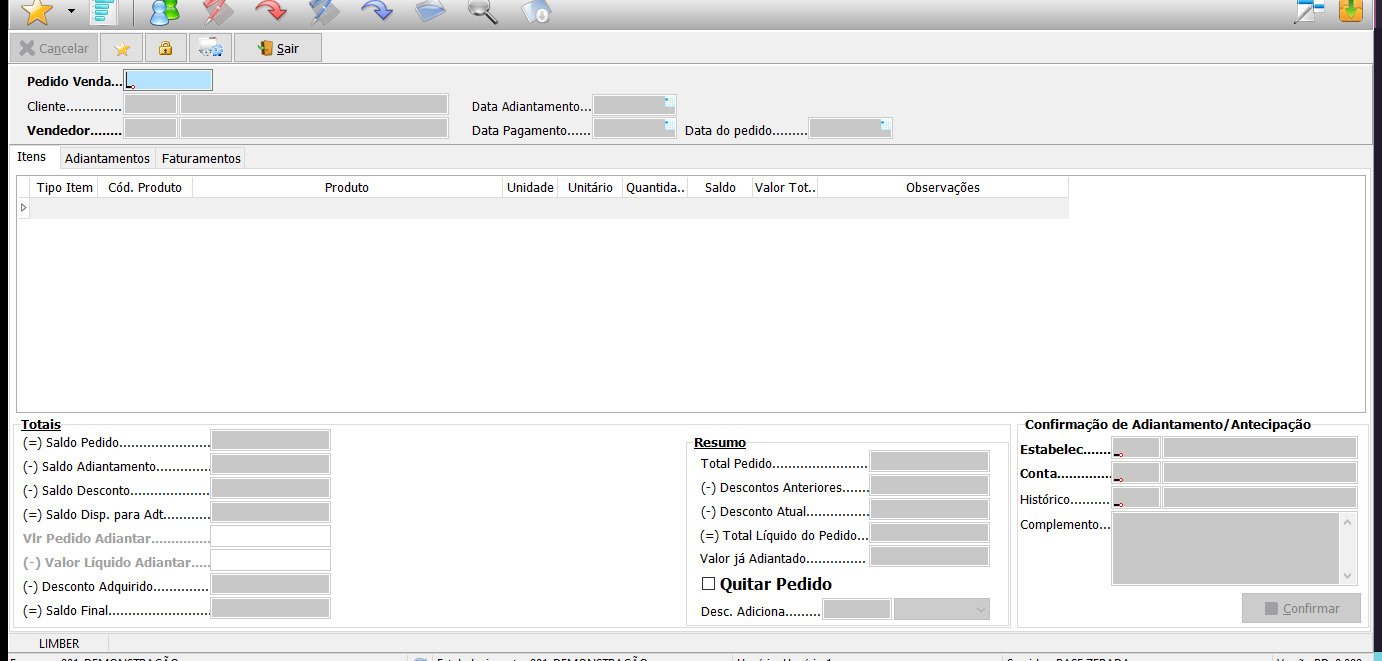 Cancelar Sair
Pedido Venda...
Cliente............... Data Adiantamento...
Vendedor........ Data Pagamento...... Data do pedido.........
Itens Adiantamentos Faturamentos
Tipo Item Cód. Produto Produto Unidade Unitário Quantida.. Saldo Valor Tot.. Observações
Totais
(=) Saldo Pedido.......................
(-) Saldo Adiantamento..............
(-) Saldo Desconto....................
(=) Saldo Disp. para Adt............
Vlr Pedido Adiantar..............
(-) Valor Líquido Adiantar.....
(-) Desconto Adquirido..............
(=) Saldo Final..........................
Resumo
Total Pedido........................
(-) Descontos Anteriores.......
(-) Desconto Atual................
(=) Total Líquido do Pedido...
Valor já Adiantado...............
Quitar Pedido
Desc. Adiciona.........
Confirmação de Adiantamento/Antecipação
Estabelec.......
Conta.............
Histórico..........
Complemento...
Confirmar
LIMBER